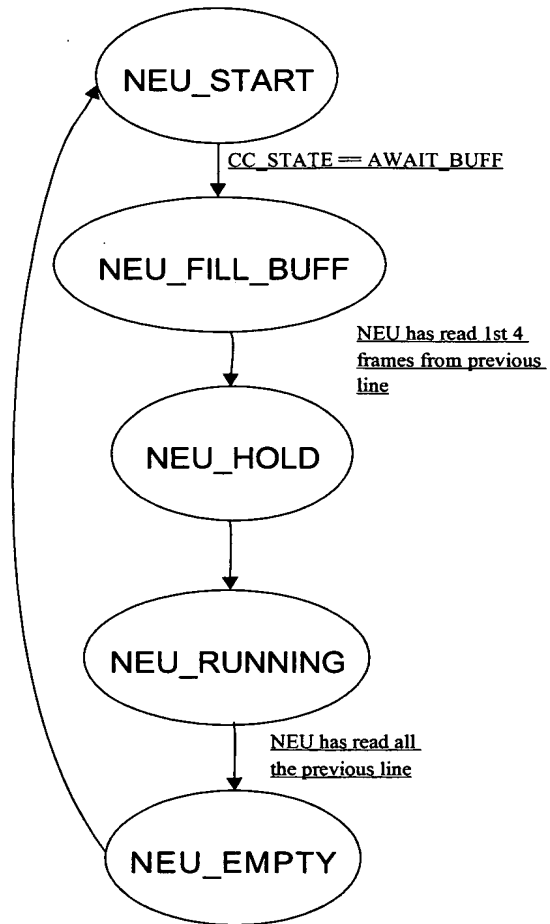 NEU_START
CC_STATE == AWAIT_BUFF
NEU_FILL_BUFF
NEU has read 1st 4
frames from previous
line
NEU_HOLD
NEU_RUNNING
NEU has read all
the previous line
NEU_EMPTY